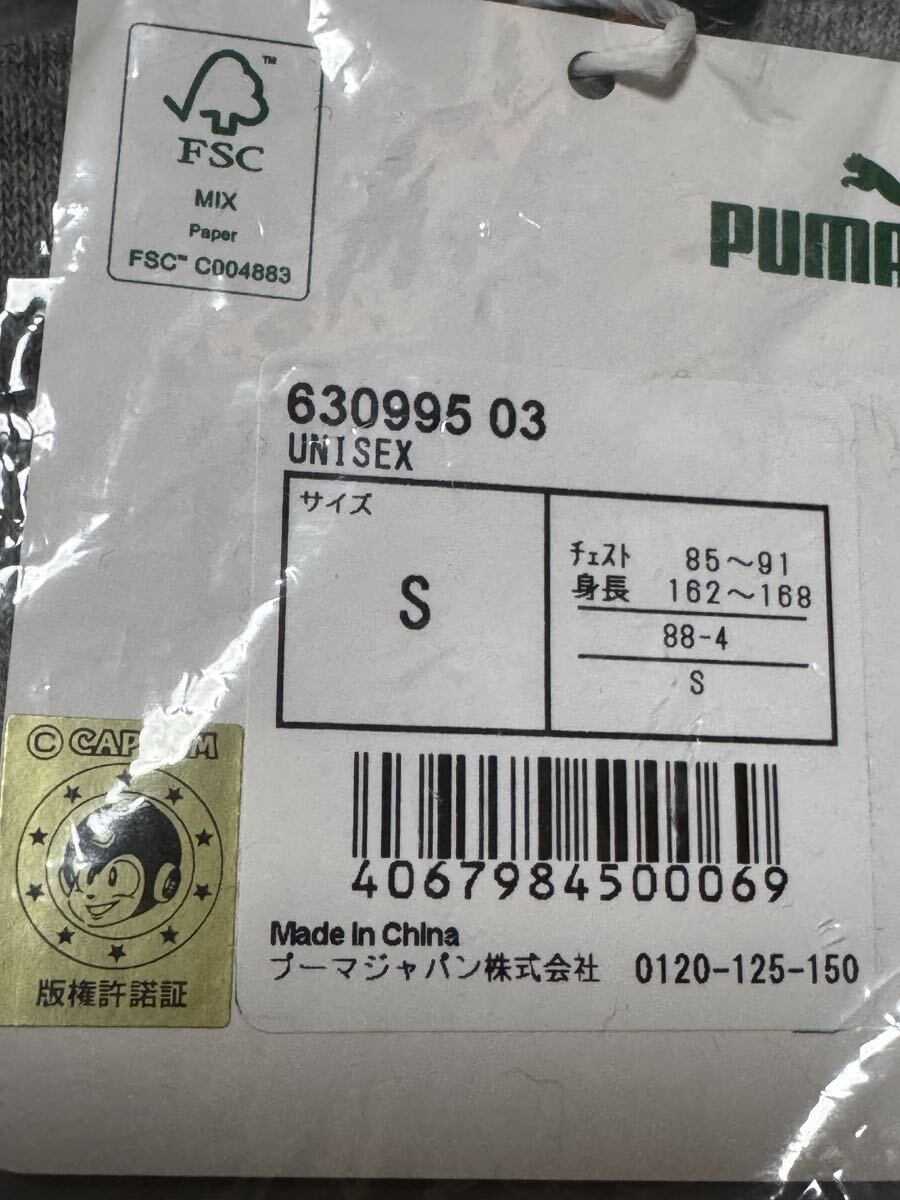 FSC
MIX
Paper
FSC™ C004883
PUMA
630995 03
UNISEX
サイズ
S
チェスト 85〜91
身長 162〜168
88-4
S
© CAPCOM
版権許諾証
4067984500069
Made in China
プーマジャパン株式会社 0120-125-150